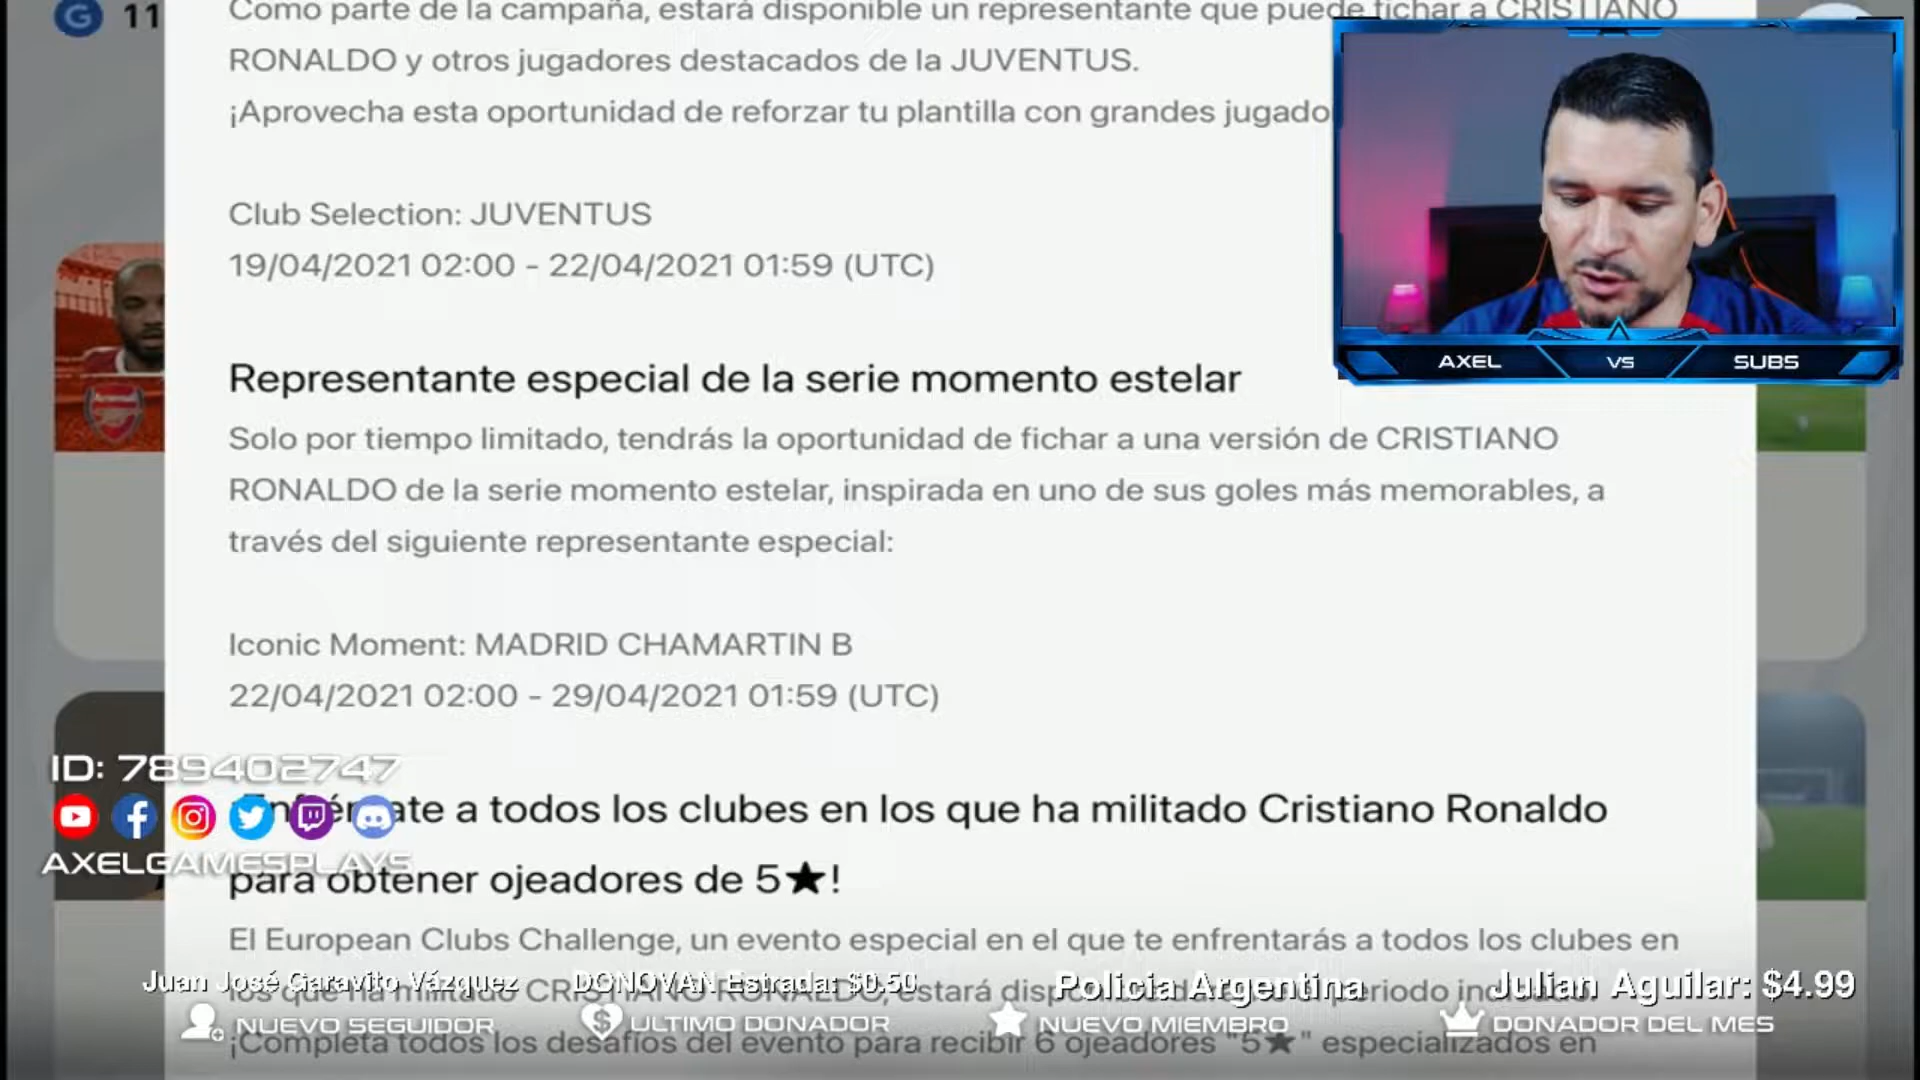 G 11
Como parte de la campaña, estará disponible un representante que puede fichar a CRISTIANO
RONALDO y otros jugadores destacados de la JUVENTUS.
¡Aprovecha esta oportunidad de reforzar tu plantilla con grandes jugado
Club Selection: JUVENTUS
19/04/2021 02:00 - 22/04/2021 01:59 (UTC)
AXEL VS SUBS
Representante especial de la serie momento estelar
Solo por tiempo limitado, tendrás la oportunidad de fichar a una versión de CRISTIANO
RONALDO de la serie momento estelar, inspirada en uno de sus goles más memorables, a
través del siguiente representante especial:
Iconic Moment: MADRID CHAMARTIN B
22/04/2021 02:00 - 29/04/2021 01:59 (UTC)
ID: 789402747
¡Enfréntate a todos los clubes en los que ha militado Cristiano Ronaldo
AXELGAMESPLAYS
para obtener ojeadores de 5★!
El European Clubs Challenge, un evento especial en el que te enfrentarás a todos los clubes en
los que ha militado CRISTIANO RONALDO, estará
Juan José Garavito Vázquez DONOVAN Estrada: $0.50 Policia Argentina Julian Aguilar: $4.99
NUEVO SEGUIDOR ULTIMO DONADOR NUEVO MIEMBRO DONADOR DEL MES
¡Completa todos los desafíos del evento para recibir 6 ojeadores "5★" especializados en